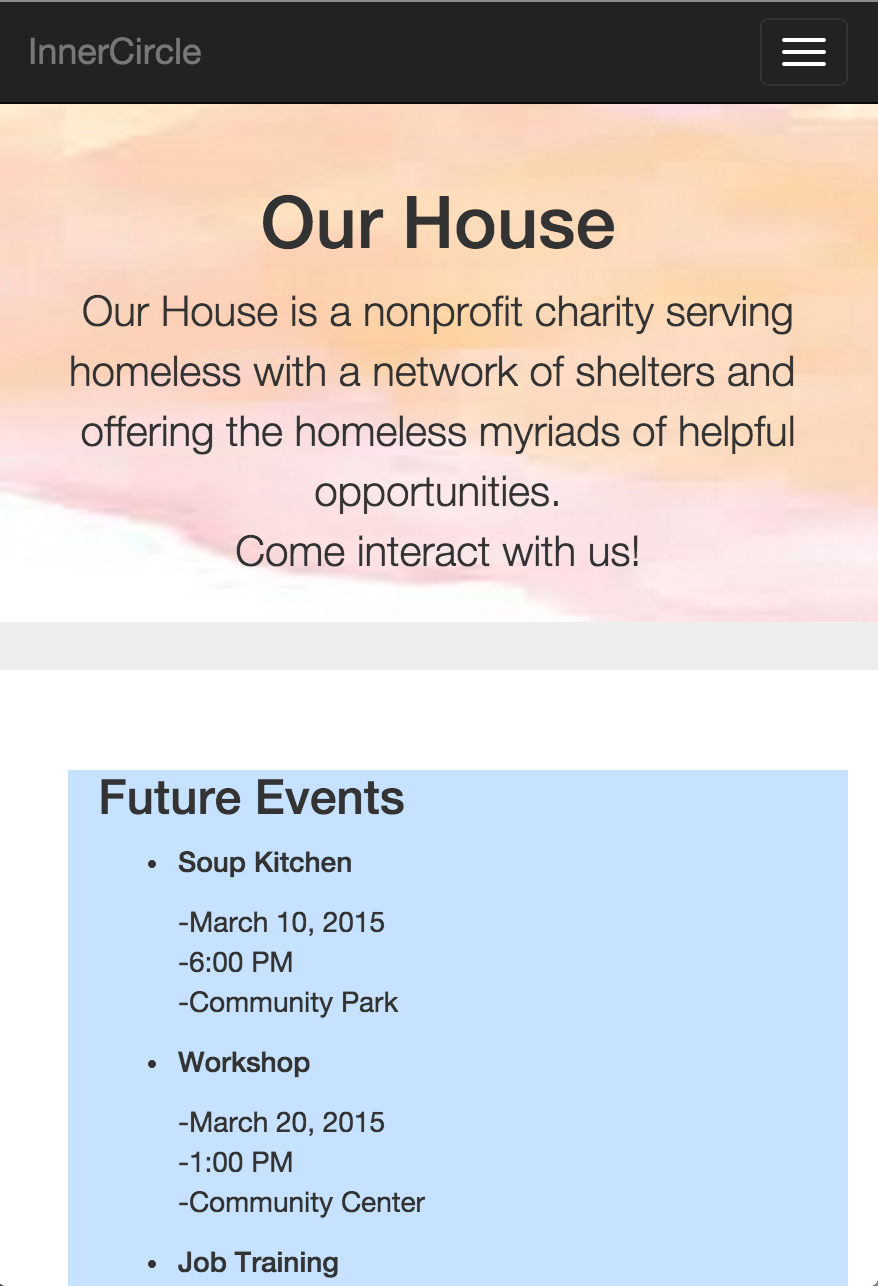 InnerCircle
Our House
Our House is a nonprofit charity serving
homeless with a network of shelters and
offering the homeless myriads of helpful
opportunities.
Come interact with us!
Future Events
• Soup Kitchen
-March 10, 2015
-6:00 PM
-Community Park
• Workshop
-March 20, 2015
-1:00 PM
-Community Center
• Job Training